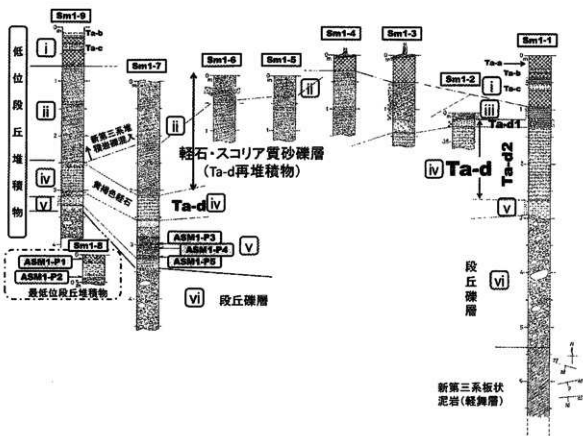 Sm1-9
Sm1-7
Sm1-6
Sm1-5
Sm1-4
Sm1-3
Sm1-2
Sm1-1
低位段丘堆積物
Ta-b
Ta-c
i
ii
iv
v
新第三系堆積岩礫混入
黄褐色軽石
ii
ii
軽石・スコリア質砂礫層
(Ta-d再堆積物)
Ta-d
iv
ASM1-P3
ASM1-P4
ASM1-P5
v
vi
段丘礫層
Sm1-8
ASM1-P1
ASM1-P2
最低位段丘堆積物
Ta-a
Ta-b
Ta-c
i
iii
Ta-d1
iv
Ta-d
Ta-d2
v
段丘礫層
vi
新第三系板状
泥岩(軽舞層)